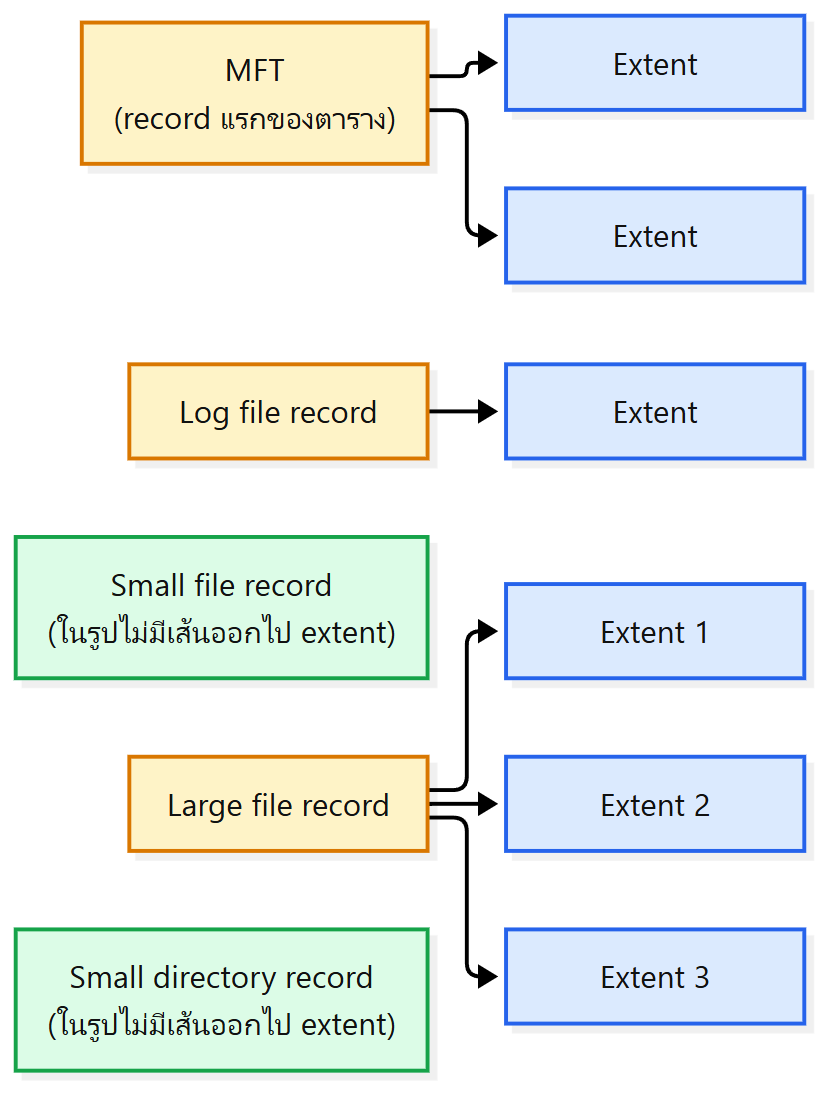 MFT
(record แรกของตาราง)
Extent
Extent
Log file record
Extent
Small file record
(ในรูปไม่มีเส้นออกไป extent)
Extent 1
Large file record
Extent 2
Small directory record
(ในรูปไม่มีเส้นออกไป extent)
Extent 3